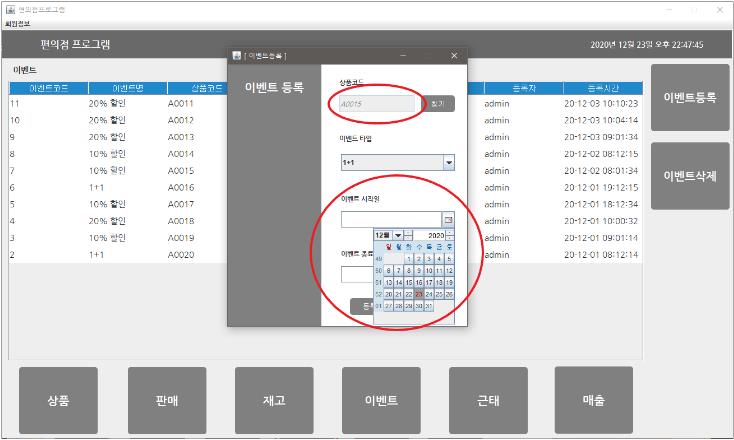 편의점프로그램
회원정보
편의점 프로그램
2020년 12월 23일 오후 22:47:45
이벤트
이벤트코드 이벤트명 상품코드 등록자 등록시간
11 20% 할인 A0011 admin 20-12-03 10:10:23
10 20% 할인 A0012 admin 20-12-03 10:04:14
9 20% 할인 A0013 admin 20-12-03 09:01:34
8 10% 할인 A0014 admin 20-12-02 08:12:15
7 10% 할인 A0015 admin 20-12-02 08:01:34
6 1+1 A0016 admin 20-12-01 19:12:15
5 10% 할인 A0017 admin 20-12-01 18:12:34
4 20% 할인 A0018 admin 20-12-01 10:00:32
3 10% 할인 A0019 admin 20-12-01 09:01:14
2 1+1 A0020 admin 20-12-01 08:12:14
[ 이벤트등록 ]
이벤트 등록
상품코드
A0015 찾기
이벤트 타입
1+1
이벤트 시작일
12월 2020
일 월 화 수 목 금 토
49 1 2 3 4 5
50 6 7 8 9 10 11 12
51 13 14 15 16 17 18 19
52 20 21 22 23 24 25 26
01 27 28 29 30 31
이벤트 종료
등록
이벤트등록
이벤트삭제
상품 판매 재고 이벤트 근태 매출